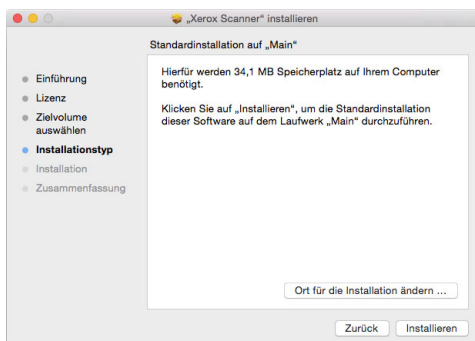 „Xerox Scanner“ installieren
Standardinstallation auf „Main“
Einführung
Lizenz
Zielvolume
auswählen
Installationstyp
Installation
Zusammenfassung
Hierfür werden 34,1 MB Speicherplatz auf Ihrem Computer
benötigt.
Klicken Sie auf „Installieren“, um die Standardinstallation
dieser Software auf dem Laufwerk „Main“ durchzuführen.
Ort für die Installation ändern ...
Zurück
Installieren